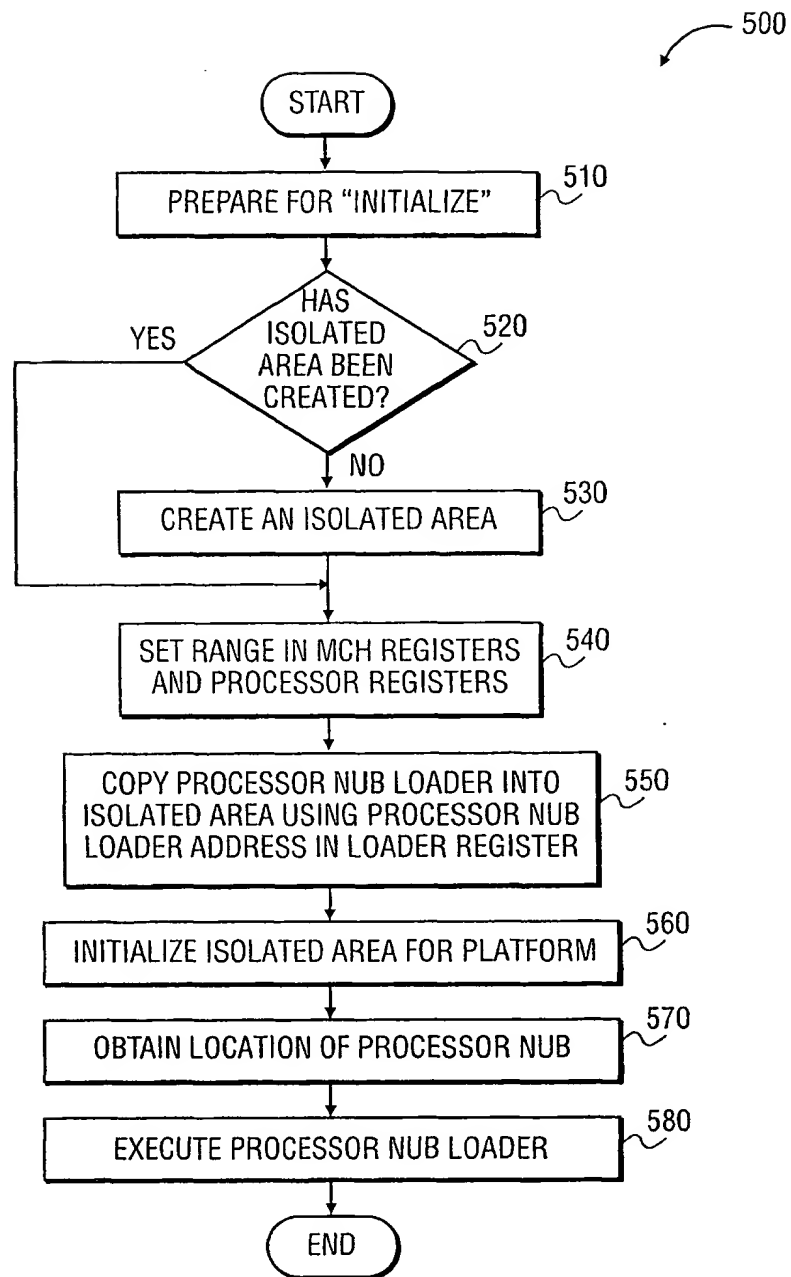 500
START
PREPARE FOR “INITIALIZE”
510
HAS
ISOLATED
AREA BEEN
CREATED?
520
YES
NO
CREATE AN ISOLATED AREA
530
SET RANGE IN MCH REGISTERS
AND PROCESSOR REGISTERS
540
COPY PROCESSOR NUB LOADER INTO
ISOLATED AREA USING PROCESSOR NUB
LOADER ADDRESS IN LOADER REGISTER
550
INITIALIZE ISOLATED AREA FOR PLATFORM
560
OBTAIN LOCATION OF PROCESSOR NUB
570
EXECUTE PROCESSOR NUB LOADER
580
END